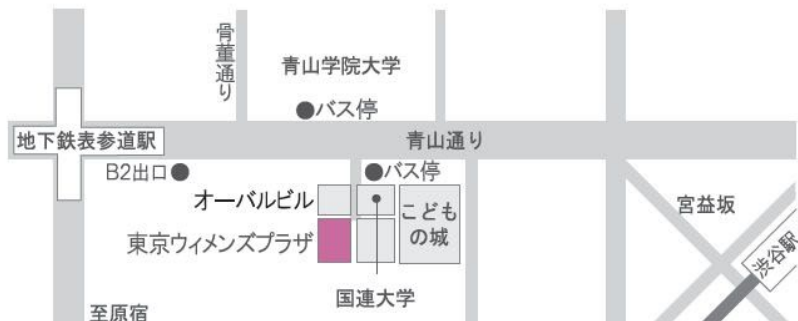 骨董通り
青山学院大学
●バス停
地下鉄表参道駅
青山通り
B2出口●
●バス停
オーバルビル
こども
の城
宮益坂
東京ウィメンズプラザ
渋谷駅
国連大学
至原宿